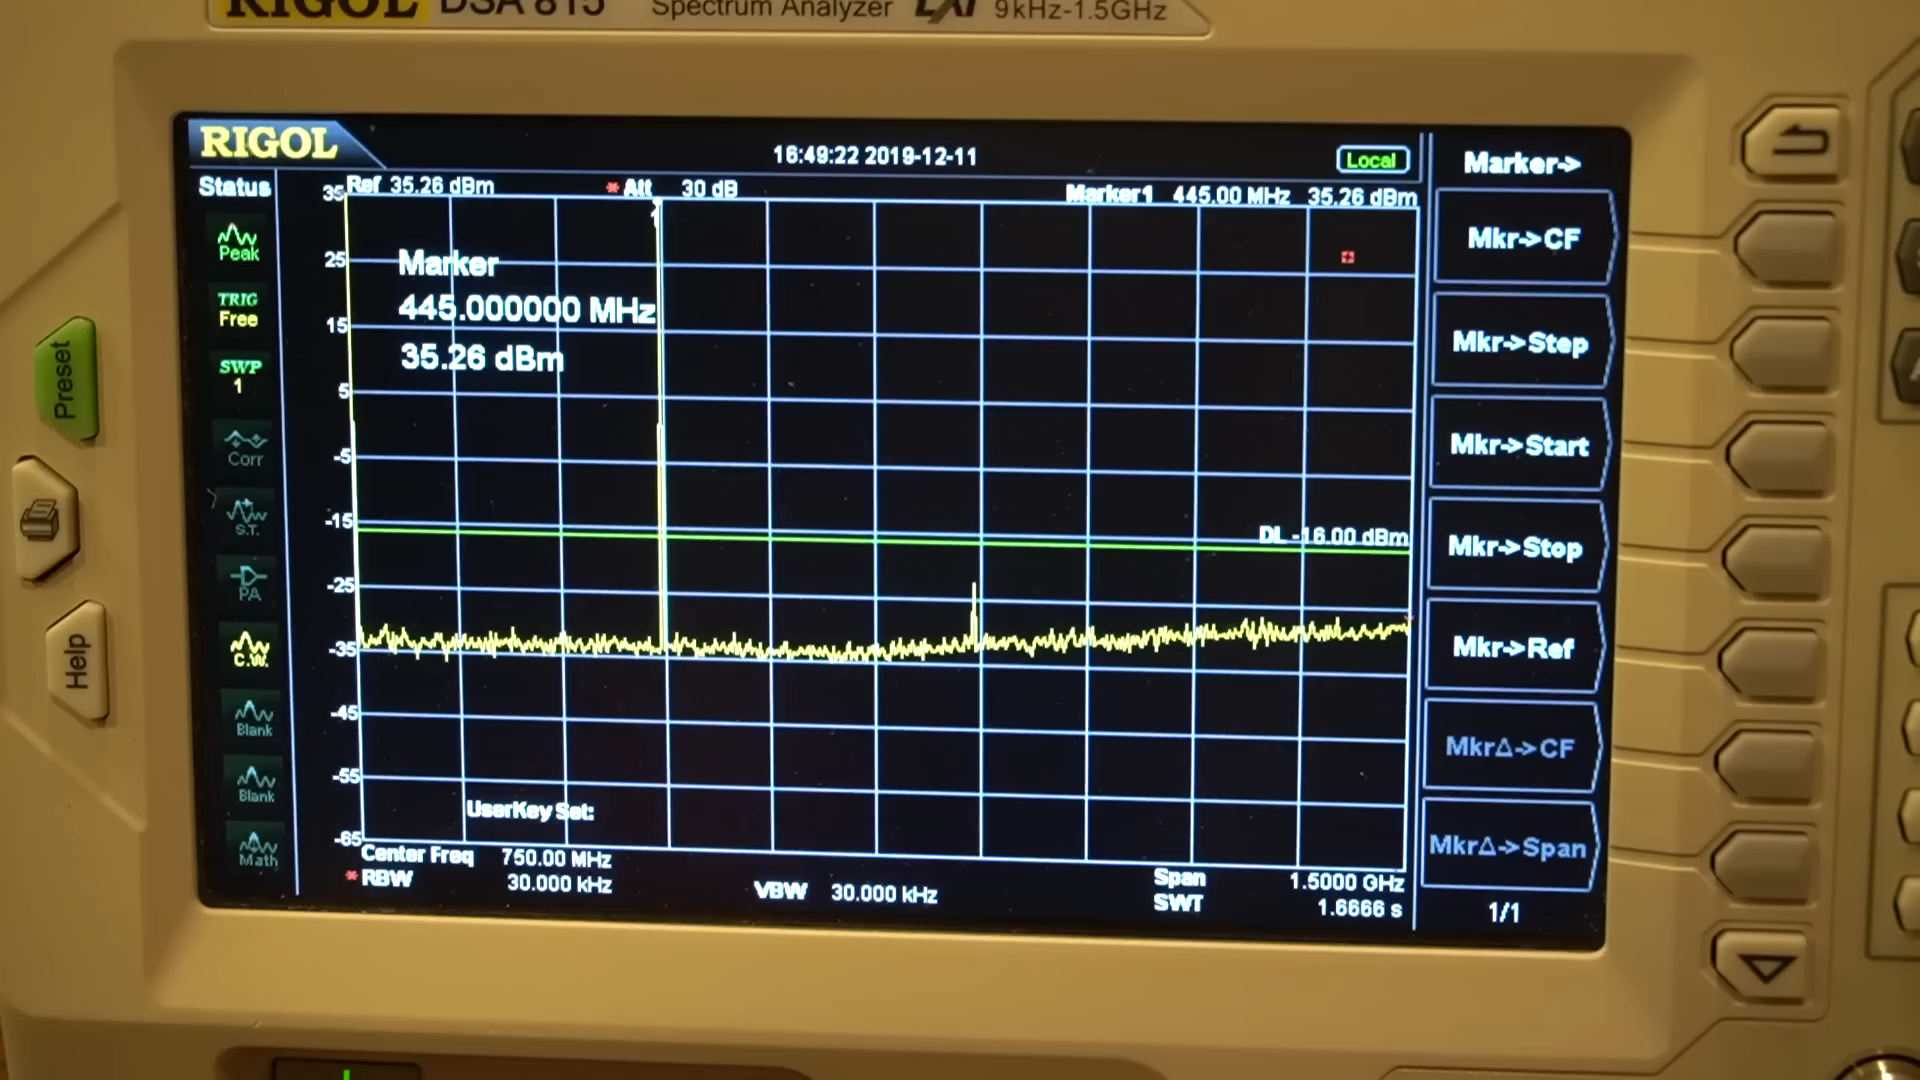 RIGOL DSA 815 Spectrum Analyzer LXI 9kHz-1.5GHz
RIGOL
16:49:22 2019-12-11
Local
Marker->
Status
Ref 35.26 dBm
* Att 30 dB
Marker1 445.00 MHz 35.26 dBm
35
25
15
5
-5
-15
-25
-35
-45
-55
-65
Marker
445.000000 MHz
35.26 dBm
DL -16.00 dBm
UserKey Set:
Center Freq 750.00 MHz
* RBW 30.000 kHz
VBW 30.000 kHz
Span 1.5000 GHz
SWT 1.6666 s
Peak
TRIG
Free
SWP
1
Corr
S.T.
PA
C.W.
Blank
Blank
Math
Mkr->CF
Mkr->Step
Mkr->Start
Mkr->Stop
Mkr->Ref
MkrΔ->CF
MkrΔ->Span
1/1
Preset
Help